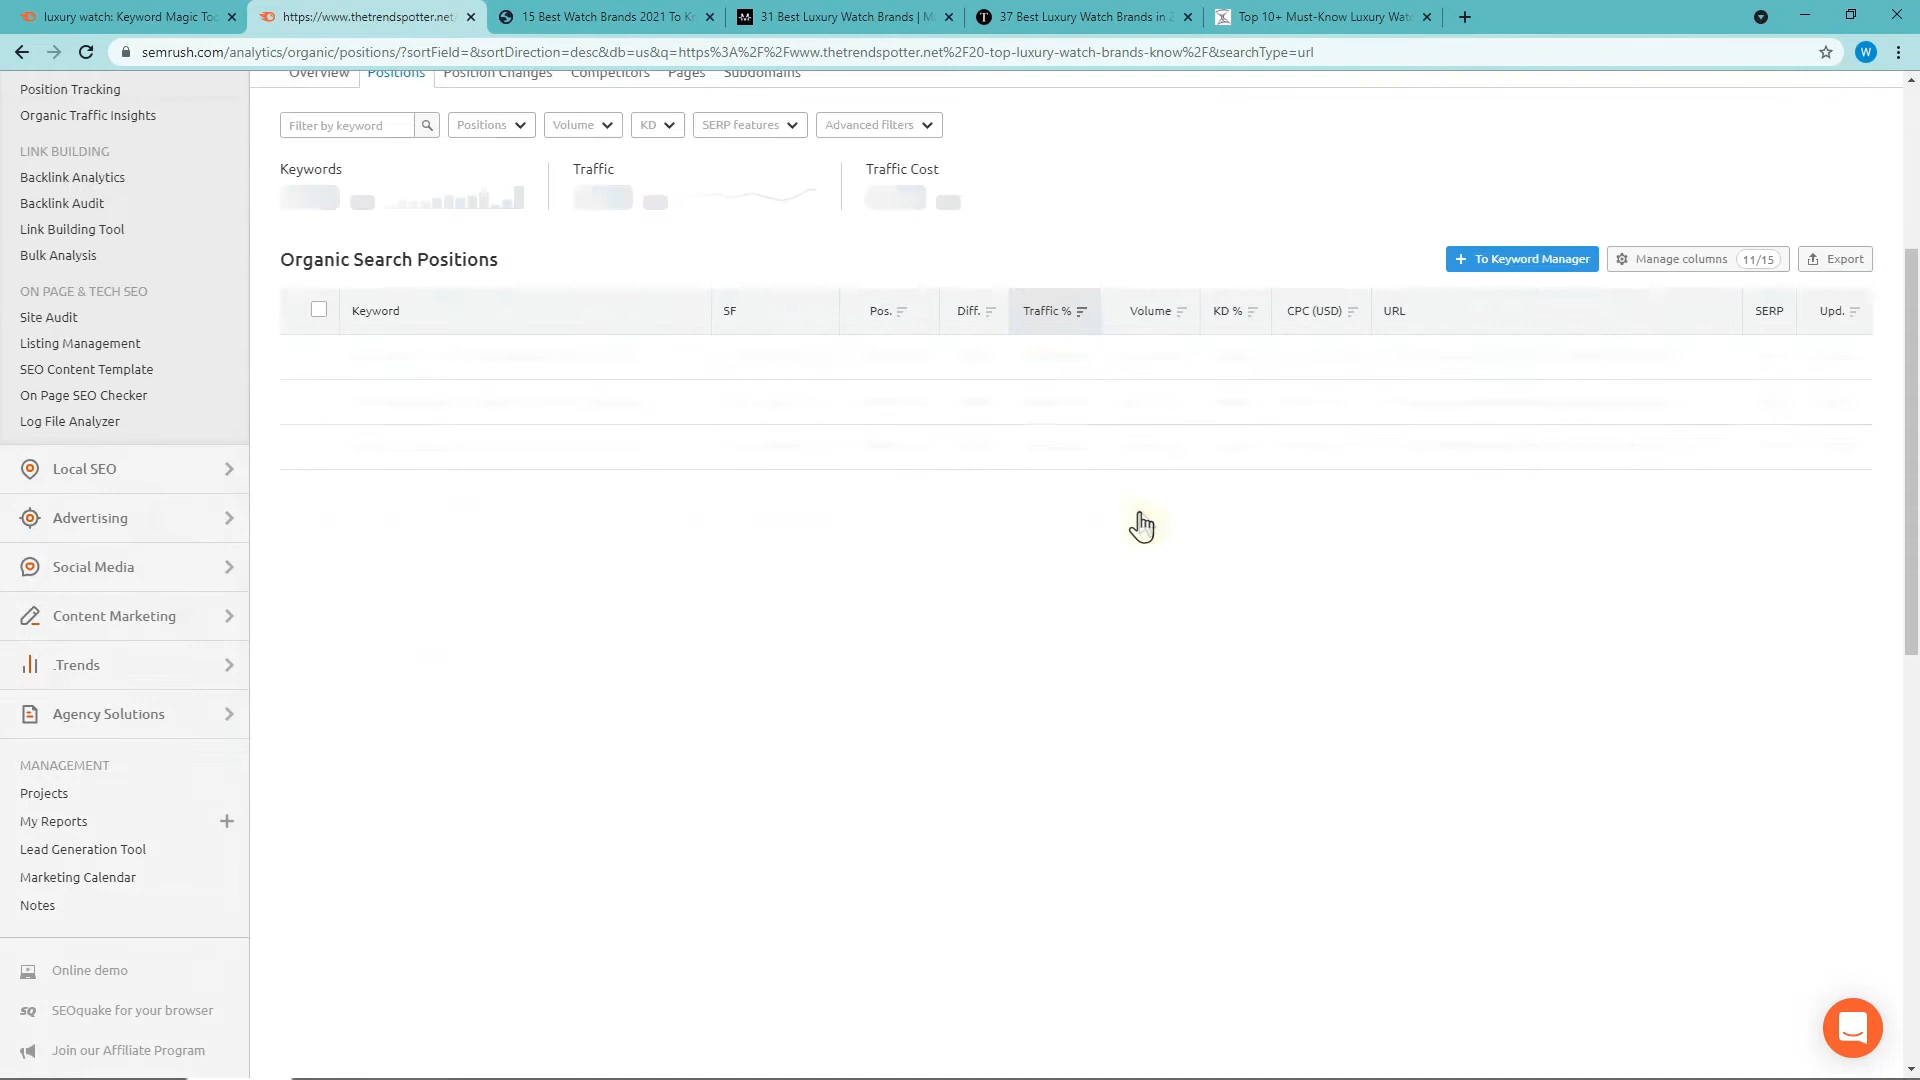 luxury watch: Keyword Magic Too
https://www.thetrendspotter.net/
15 Best Watch Brands 2021 To Kn
31 Best Luxury Watch Brands | M
37 Best Luxury Watch Brands in 2
Top 10+ Must-Know Luxury Wat
semrush.com/analytics/organic/positions/?sortField=&sortDirection=desc&db=us&q=https%3A%2F%2Fwww.thetrendspotter.net%2F20-top-luxury-watch-brands-know%2F&searchType=url
W
Overview
Positions
Position Changes
Competitors
Pages
Subdomains
Position Tracking
Organic Traffic Insights
LINK BUILDING
Backlink Analytics
Backlink Audit
Link Building Tool
Bulk Analysis
ON PAGE & TECH SEO
Site Audit
Listing Management
SEO Content Template
On Page SEO Checker
Log File Analyzer
Local SEO
Advertising
Social Media
Content Marketing
.Trends
Agency Solutions
MANAGEMENT
Projects
My Reports
Lead Generation Tool
Marketing Calendar
Notes
Online demo
SQ SEOquake for your browser
Join our Affiliate Program
Filter by keyword
Positions
Volume
KD
SERP features
Advanced filters
Keywords
Traffic
Traffic Cost
Organic Search Positions
+ To Keyword Manager
Manage columns 11/15
Export
Keyword
SF
Pos.
Diff.
Traffic %
Volume
KD %
CPC (USD)
URL
SERP
Upd.